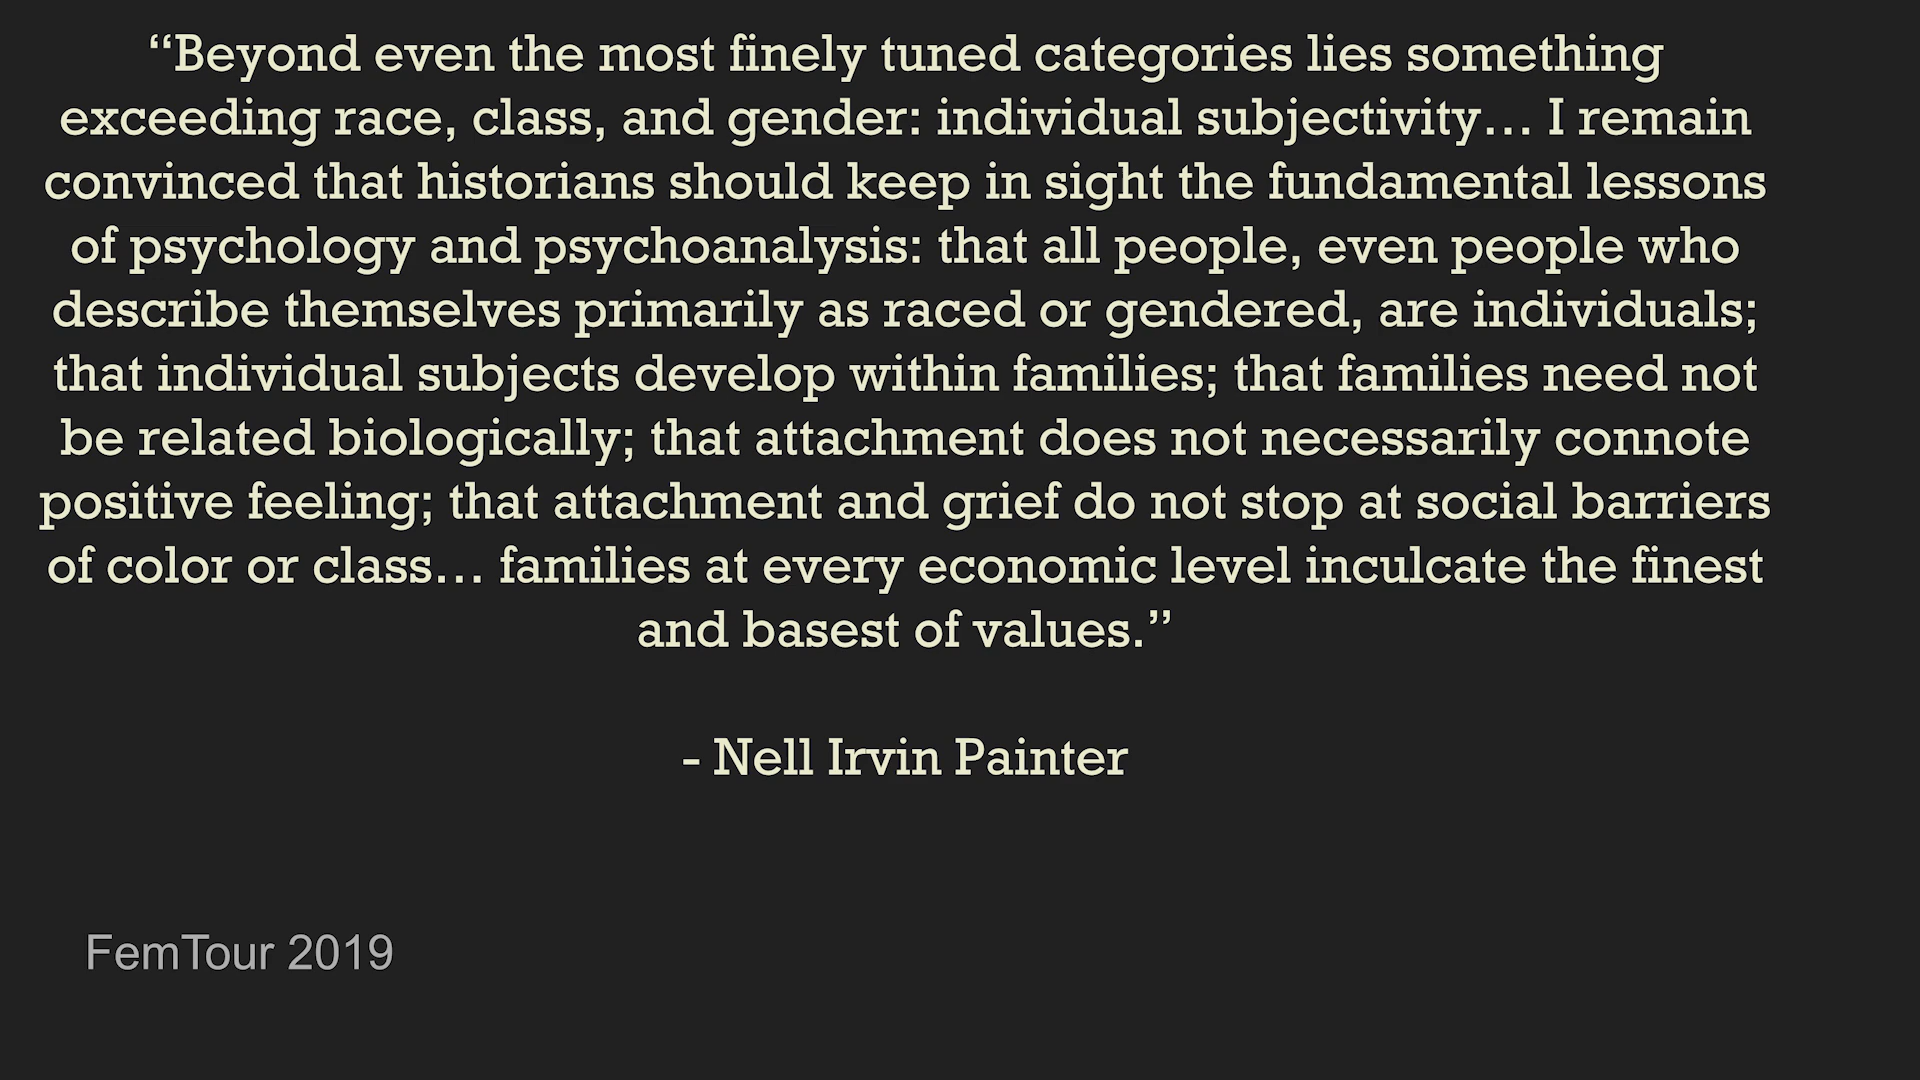 “Beyond even the most finely tuned categories lies something
exceeding race, class, and gender: individual subjectivity… I remain
convinced that historians should keep in sight the fundamental lessons
of psychology and psychoanalysis: that all people, even people who
describe themselves primarily as raced or gendered, are individuals;
that individual subjects develop within families; that families need not
be related biologically; that attachment does not necessarily connote
positive feeling; that attachment and grief do not stop at social barriers
of color or class… families at every economic level inculcate the finest
and basest of values.”
- Nell Irvin Painter
FemTour 2019